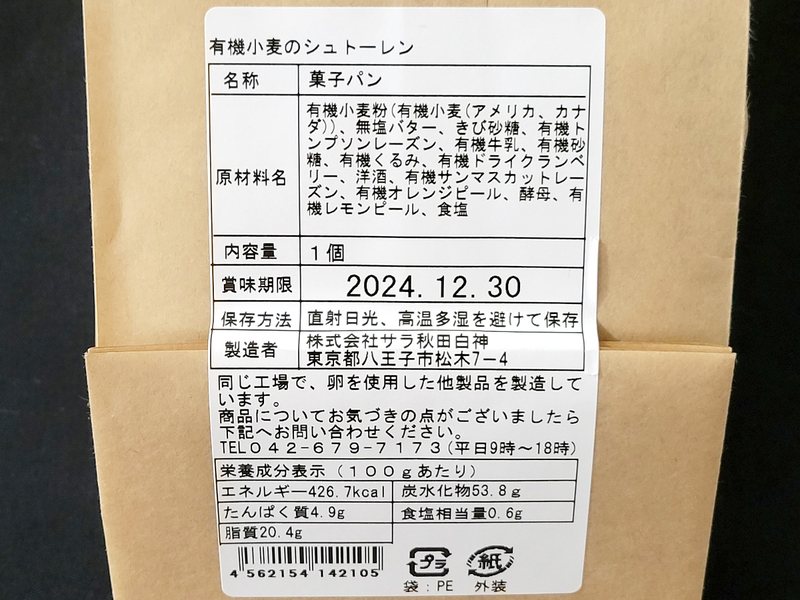 有機小麦のシュトーレン
名称 菓子パン
原材料名
有機小麦粉(有機小麦(アメリカ、カナ
ダ))、無塩バター、きび砂糖、有機ト
ンプソンレーズン、有機牛乳、有機砂
糖、有機くるみ、有機ドライクランベ
リー、洋酒、有機サンマスカットレー
ズン、有機オレンジピール、酵母、有
機レモンピール、食塩
内容量 1個
賞味期限 2024.12.30
保存方法 直射日光、高温多湿を避けて保存
製造者
株式会社サラ秋田白神
東京都八王子市松木7−4
同じ工場で、卵を使用した他製品を製造して
います。
商品についてお気づきの点がございましたら
下記へお問い合わせください。
TEL042−679−7173(平日9時〜18時)
栄養成分表示(100gあたり)
エネルギー426.7kcal 炭水化物53.8g
たんぱく質4.9g 食塩相当量0.6g
脂質20.4g
4 562154 142105
プラ 紙
袋:PE 外装